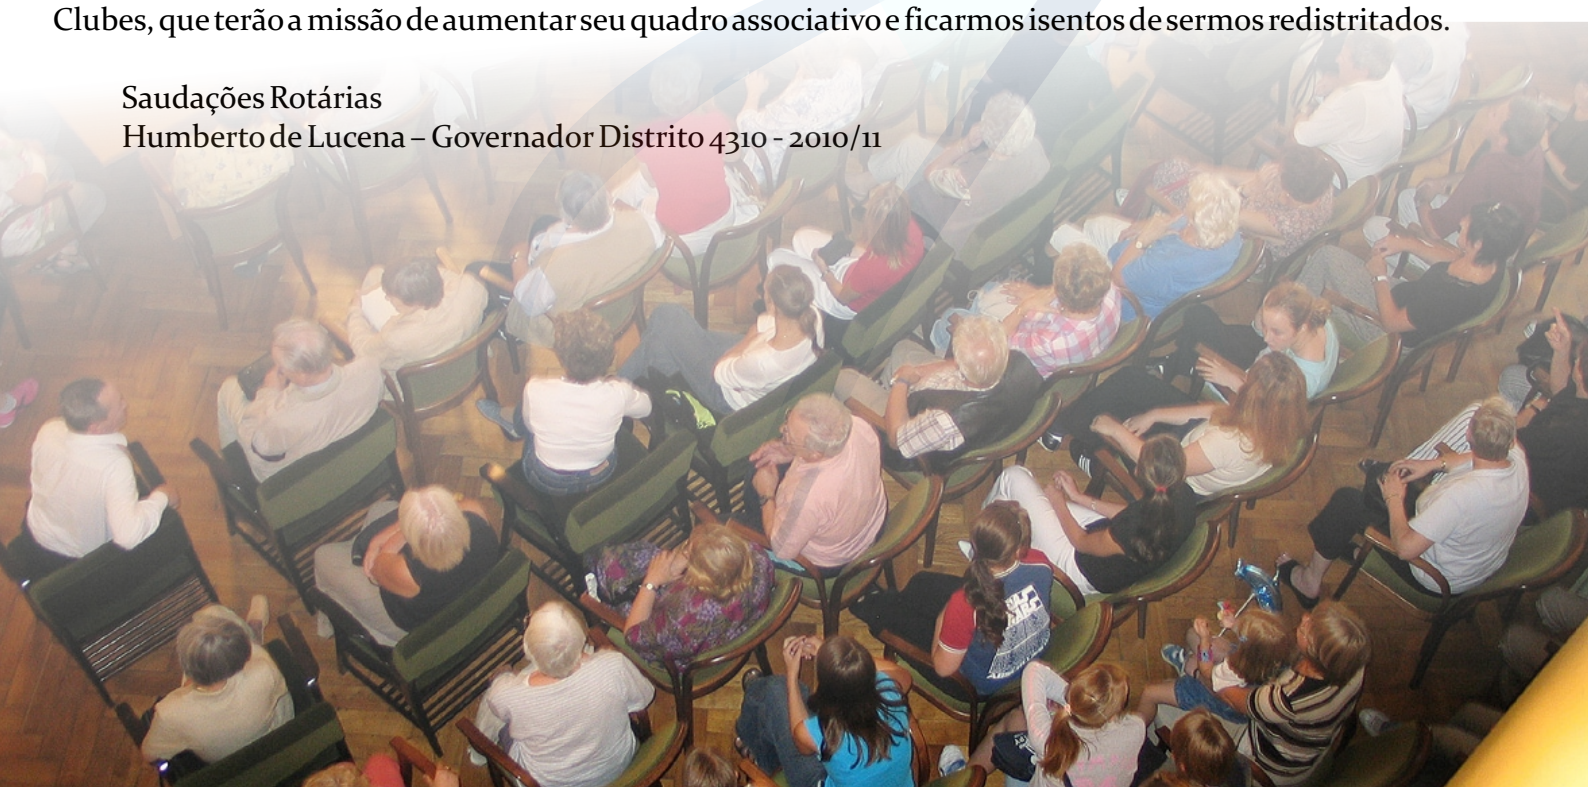 Clubes, que terão a missão de aumentar seu quadro associativo e ficarmos isentos de sermos redistritados.
Saudações Rotárias
Humberto de Lucena – Governador Distrito 4310 - 2010/11